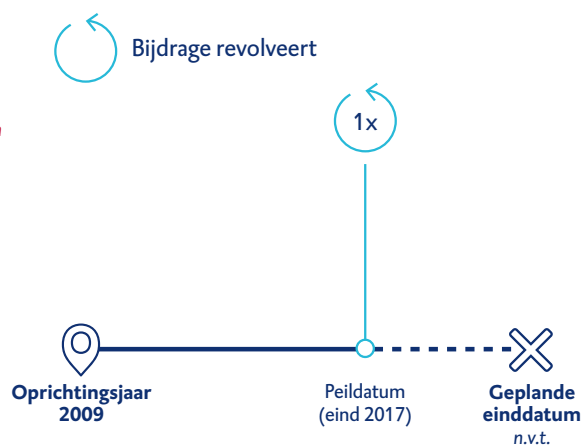 Bijdrage revolveert
1x
Oprichtingsjaar
2009
Peildatum
(eind 2017)
Geplande
einddatum
n.v.t.